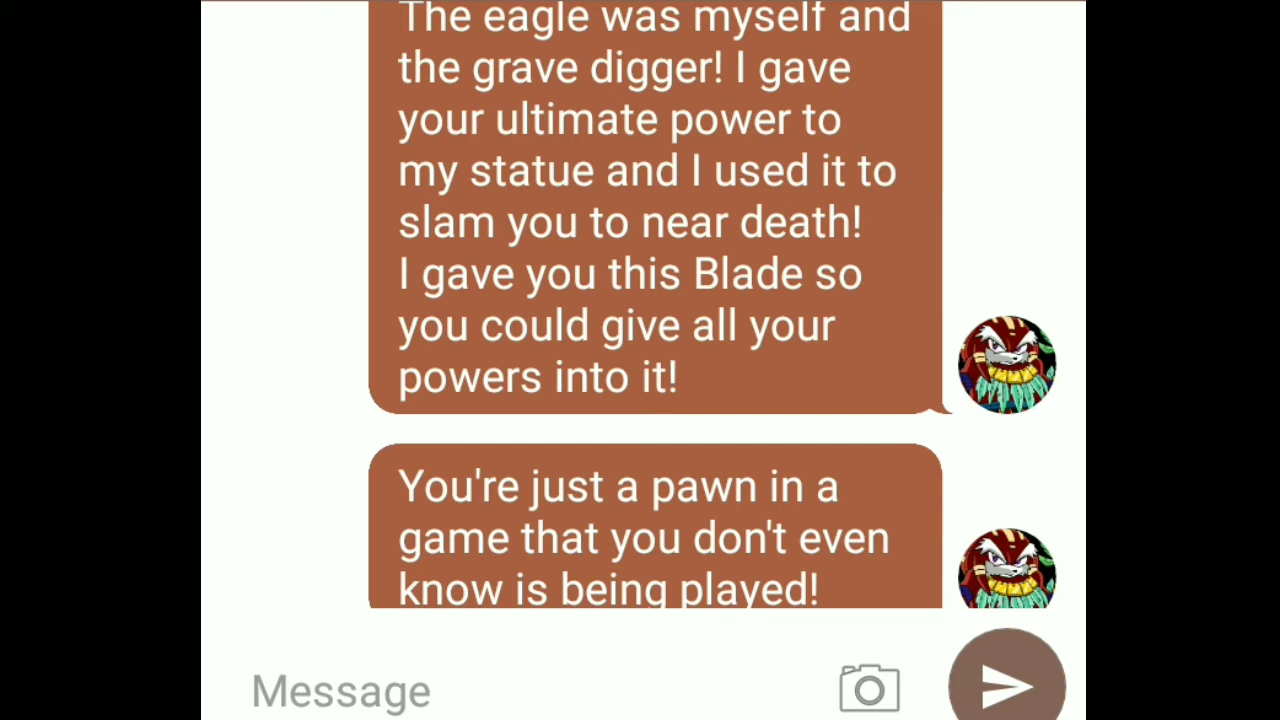 The eagle was myself and
the grave digger! I gave
your ultimate power to
my statue and I used it to
slam you to near death!
I gave you this Blade so
you could give all your
powers into it!
You're just a pawn in a
game that you don't even
know is being played!
Message